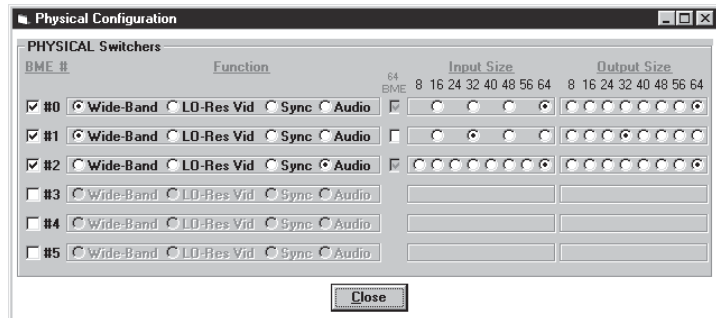 Physical Configuration
PHYSICAL Switchers
BME # Function 64 BME Input Size Output Size
8 16 24 32 40 48 56 64 8 16 24 32 40 48 56 64
#0 Wide-Band LO-Res Vid Sync Audio
#1 Wide-Band LO-Res Vid Sync Audio
#2 Wide-Band LO-Res Vid Sync Audio
#3 Wide-Band LO-Res Vid Sync Audio
#4 Wide-Band LO-Res Vid Sync Audio
#5 Wide-Band LO-Res Vid Sync Audio
Close